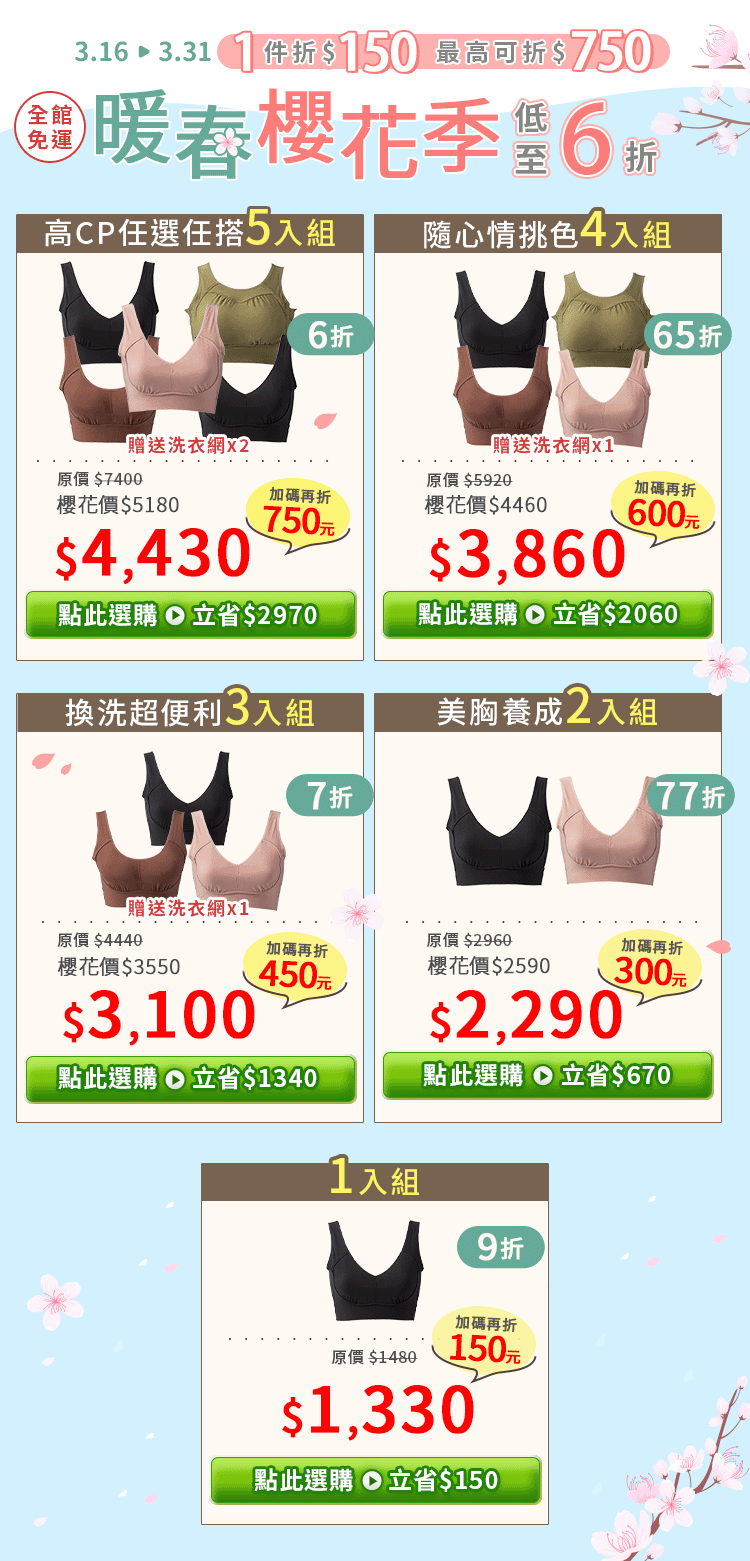 3.16 ▶ 3.31 1件折$150 最高可折$750
全館免運
暖春櫻花季 低至6折
高CP任選任搭5入組
6折
贈送洗衣網x2
原價 $7400
櫻花價$5180
加碼再折
750元
$4,430
點此選購 ▶ 立省$2970
隨心情挑色4入組
65折
贈送洗衣網x1
原價 $5920
櫻花價$4460
加碼再折
600元
$3,860
點此選購 ▶ 立省$2060
換洗超便利3入組
7折
贈送洗衣網x1
原價 $4440
櫻花價$3550
加碼再折
450元
$3,100
點此選購 ▶ 立省$1340
美胸養成2入組
77折
原價 $2960
櫻花價$2590
加碼再折
300元
$2,290
點此選購 ▶ 立省$670
1入組
9折
加碼再折
150元
原價 $1480
$1,330
點此選購 ▶ 立省$150